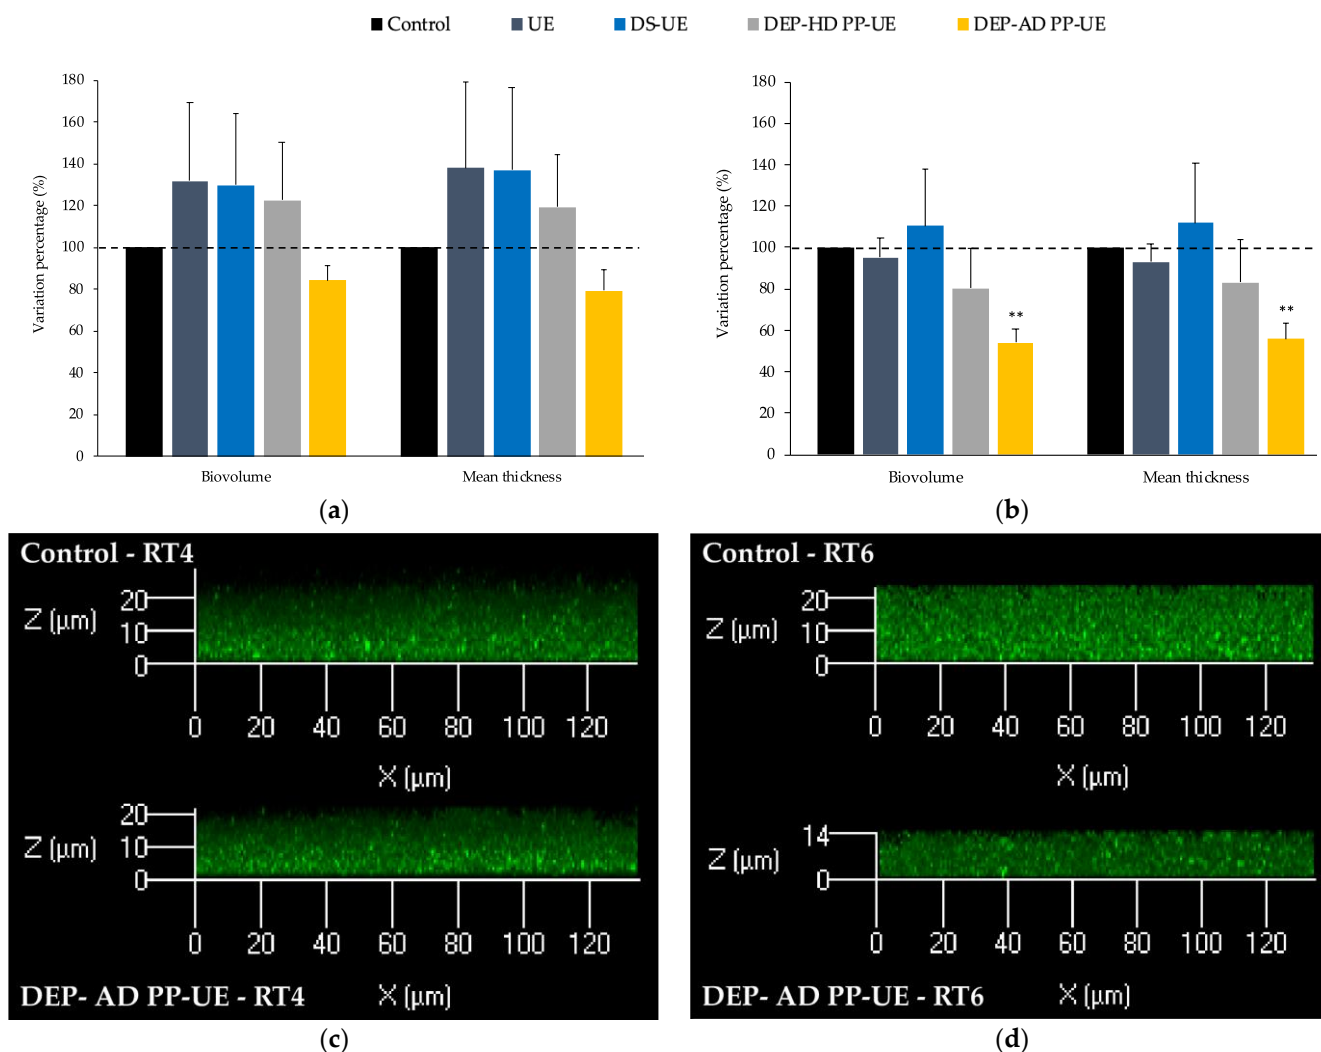 Control UE DS-UE DEP-HD PP-UE DEP-AD PP-UE
180
160
140
120
100
80
60
40
20
0
Variation percentage (%)
Biovolume Mean thickness
(a)
180
160
140
120
100
80
60
40
20
0
Variation percentage (%)
** **
Biovolume Mean thickness
(b)
Control - RT4
20
10
0
Z (µm)
0 20 40 60 80 100 120
X (µm)
20
10
0
Z (µm)
0 20 40 60 80 100 120
DEP- AD PP-UE - RT4 X (µm)
(c)
Control - RT6
20
10
0
Z (µm)
0 20 40 60 80 100 120
X (µm)
14
0
Z (µm)
0 20 40 60 80 100 120
DEP- AD PP-UE - RT6 X (µm)
(d)